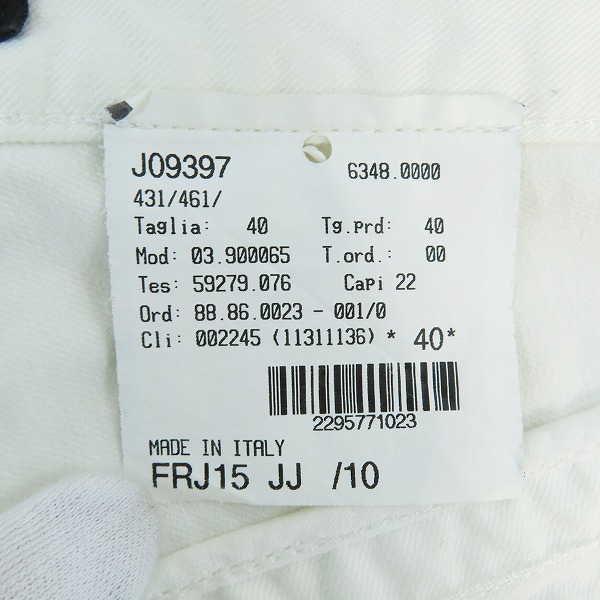 J09397 6348.0000
431/461/
Taglia: 40 Tg.prd: 40
Mod: 03.900065 T.ord.: 00
Tes: 59279.076 Capi 22
Ord: 88.86.0023 - 001/0
Cli: 002245 (11311136) * 40*
2295771023
MADE IN ITALY
FRJ15 JJ /10